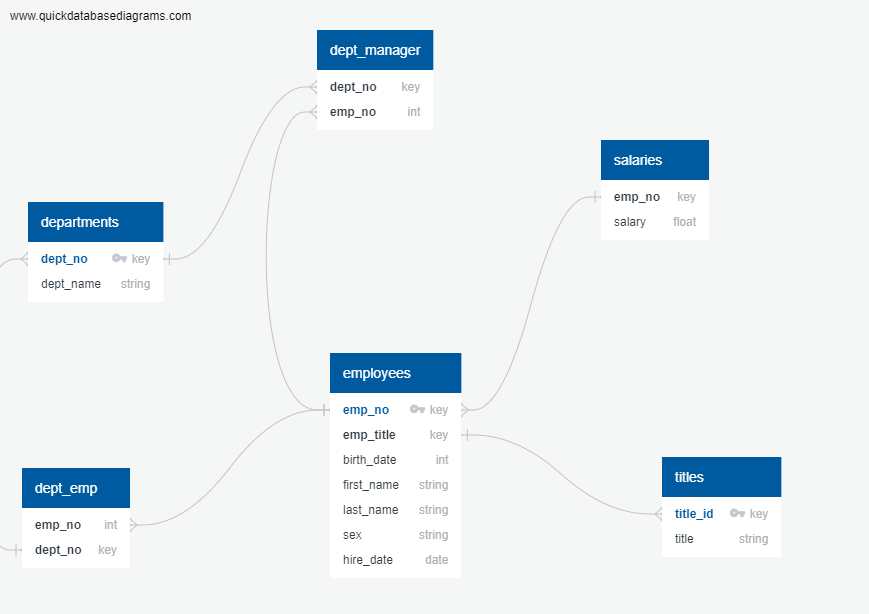 www.quickdatabasediagrams.com
dept_manager
dept_no key
emp_no int
salaries
emp_no key
salary float
departments
dept_no key
dept_name string
employees
emp_no key
emp_title key
birth_date int
first_name string
last_name string
sex string
hire_date date
dept_emp
emp_no int
dept_no key
titles
title_id key
title string